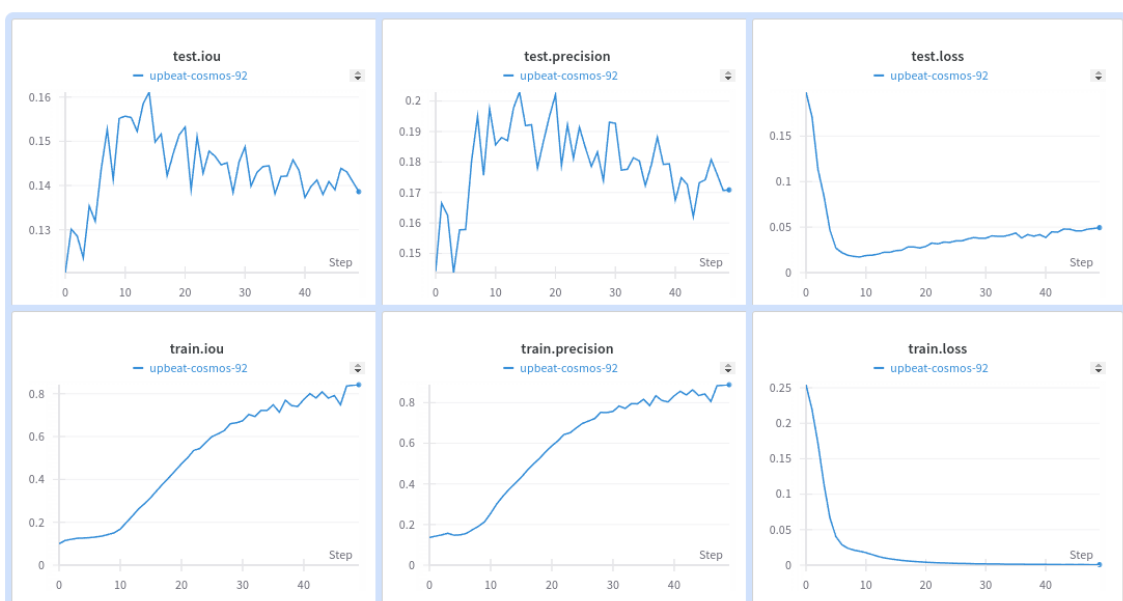 test.iou
upbeat-cosmos-92
0.16
0.15
0.14
0.13
Step
0 10 20 30 40
test.precision
upbeat-cosmos-92
0.2
0.19
0.18
0.17
0.16
0.15
Step
0 10 20 30 40
test.loss
upbeat-cosmos-92
0.15
0.1
0.05
0
Step
0 10 20 30 40
train.iou
upbeat-cosmos-92
0.8
0.6
0.4
0.2
0
Step
0 10 20 30 40
train.precision
upbeat-cosmos-92
0.8
0.6
0.4
0.2
0
Step
0 10 20 30 40
train.loss
upbeat-cosmos-92
0.25
0.2
0.15
0.1
0.05
0
Step
0 10 20 30 40